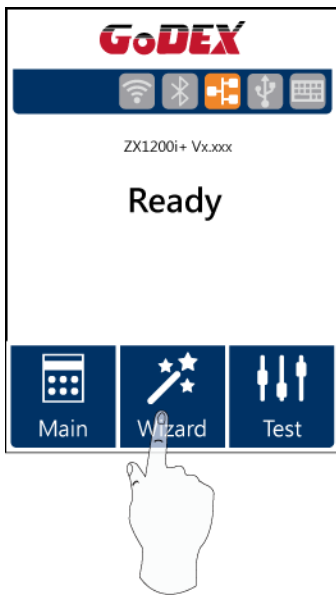 GoDEX
ZX1200i+ Vx.xxx
Ready
Main
Wizard
Test